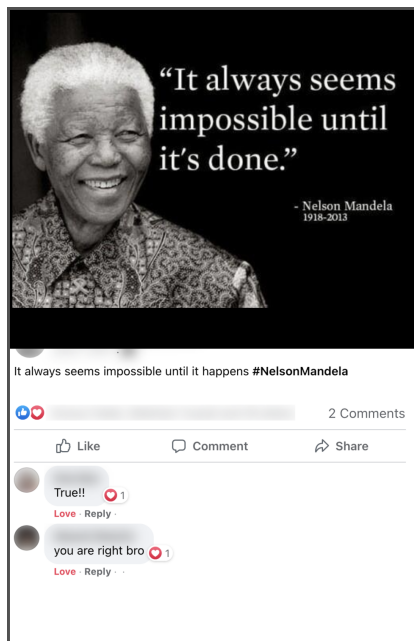 “It always seems
impossible until
it’s done.”
- Nelson Mandela
1918-2013
It always seems impossible until it happens #NelsonMandela
2 Comments
Like Comment Share
True!! 1
Love · Reply ·
you are right bro 1
Love · Reply · ·